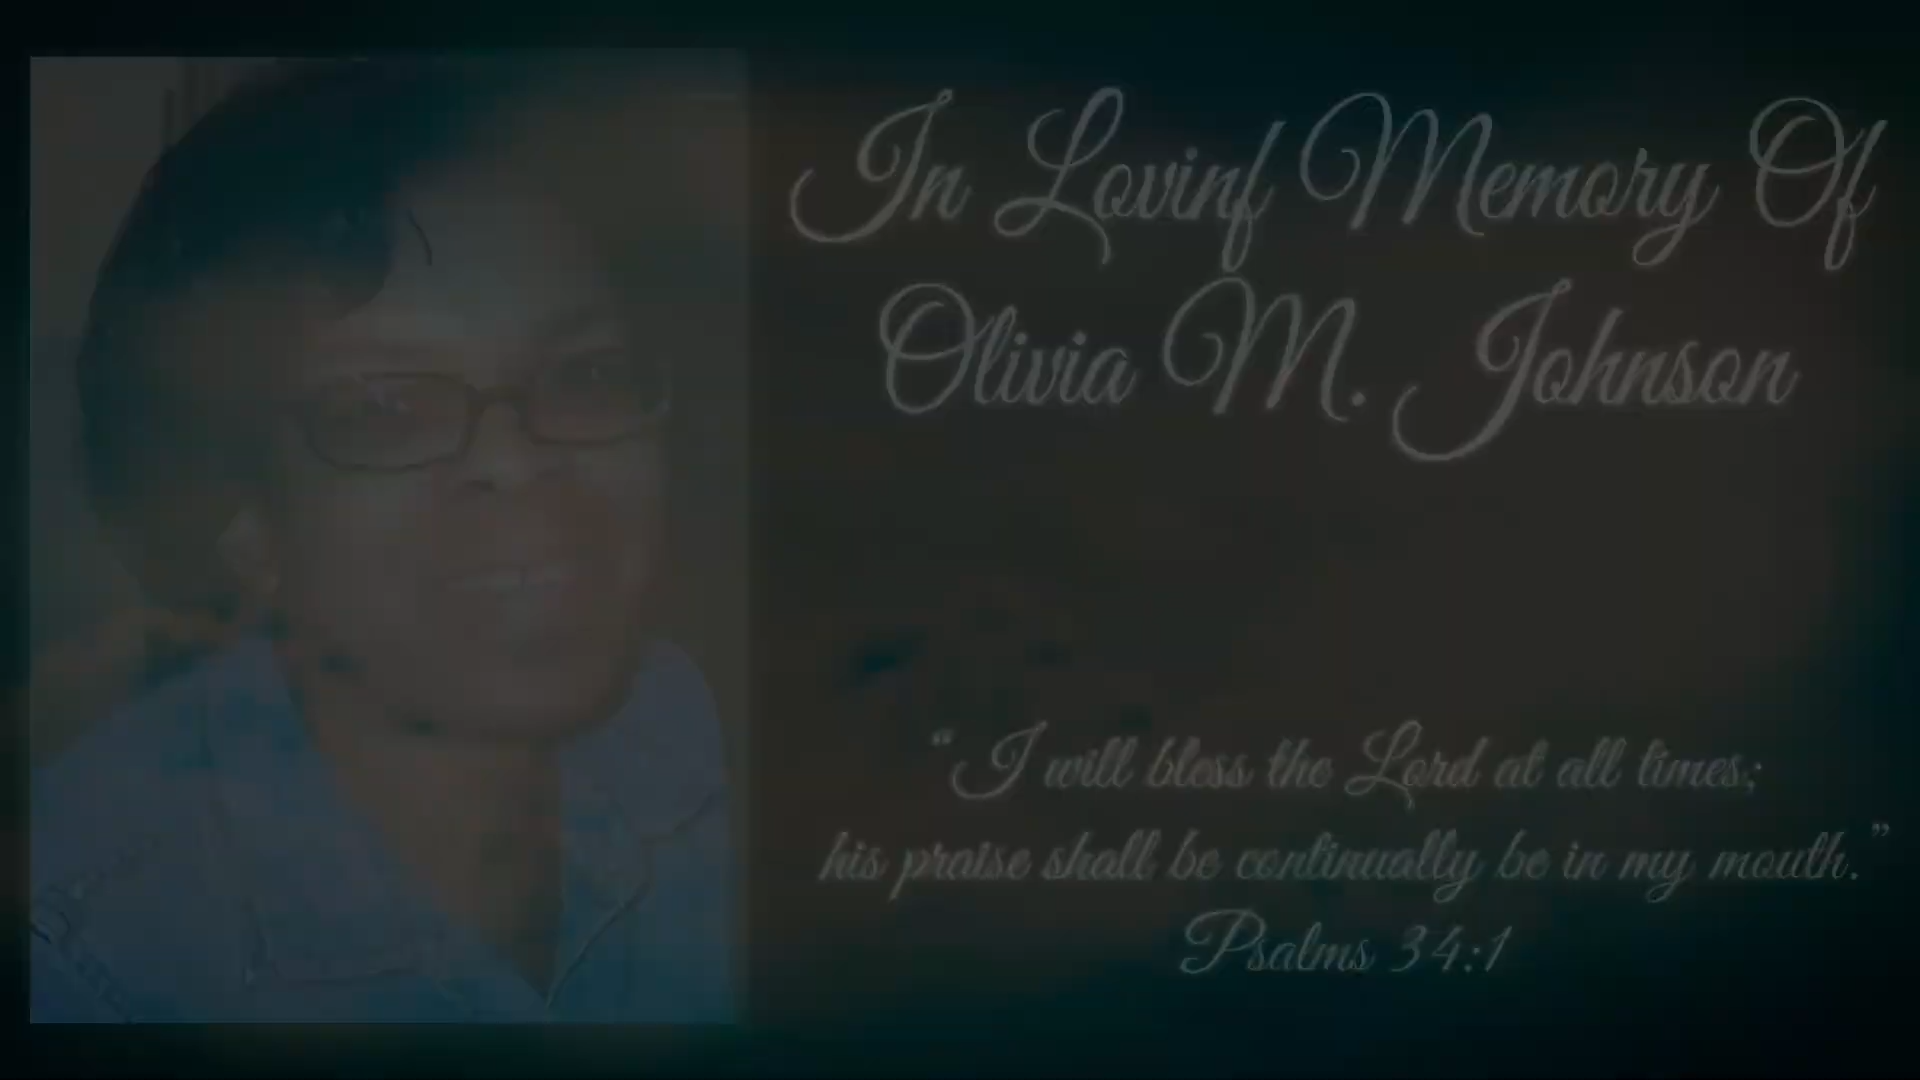 In Lovinf Memory Of
Olivia M. Johnson
“I will bless the Lord at all times;
his praise shall be continually be in my mouth.”
Psalms 34:1